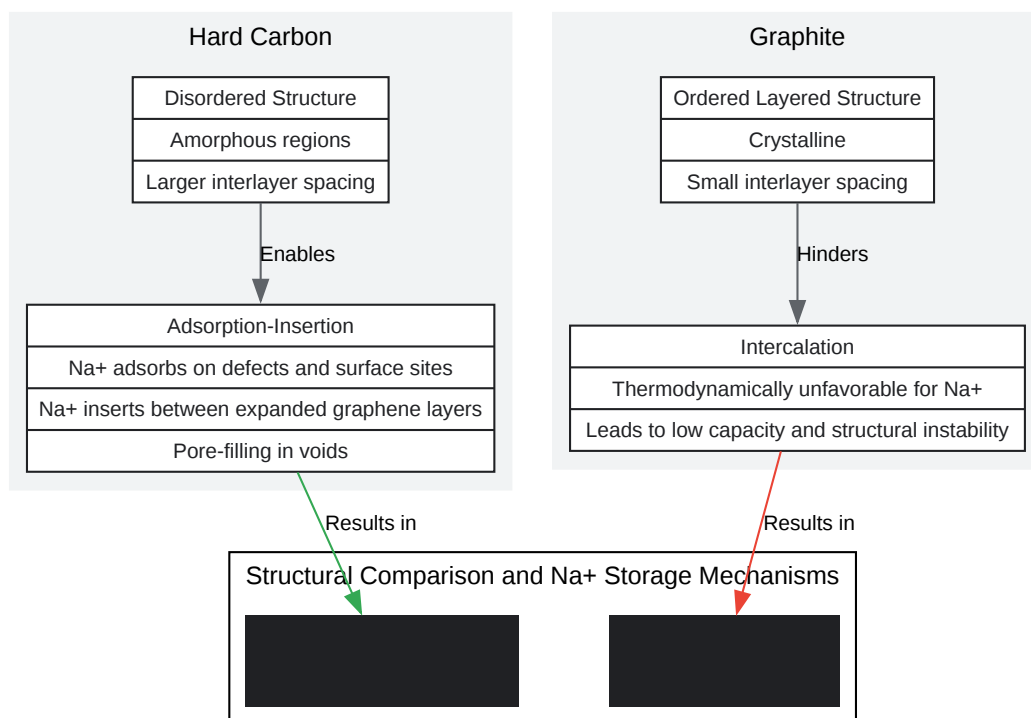 Hard Carbon
Disordered Structure
Amorphous regions
Larger interlayer spacing
Enables
Adsorption-Insertion
Na+ adsorbs on defects and surface sites
Na+ inserts between expanded graphene layers
Pore-filling in voids
Results in
Graphite
Ordered Layered Structure
Crystalline
Small interlayer spacing
Hinders
Intercalation
Thermodynamically unfavorable for Na+
Leads to low capacity and structural instability
Results in
Structural Comparison and Na+ Storage Mechanisms